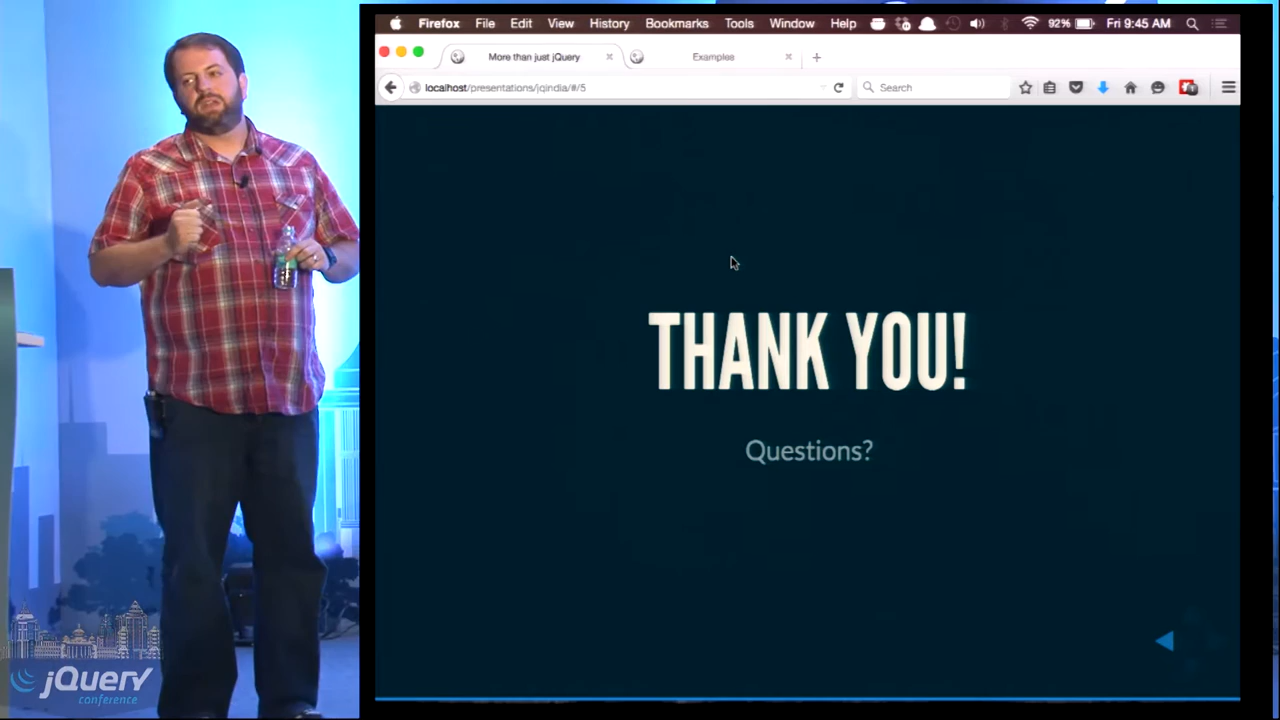 Firefox File Edit View History Bookmarks Tools Window Help 92% Fri 9:45 AM
More than just jQuery Examples
localhost/presentations/jqindia/#/5 Search
THANK YOU!
Questions?
jQuery
conference